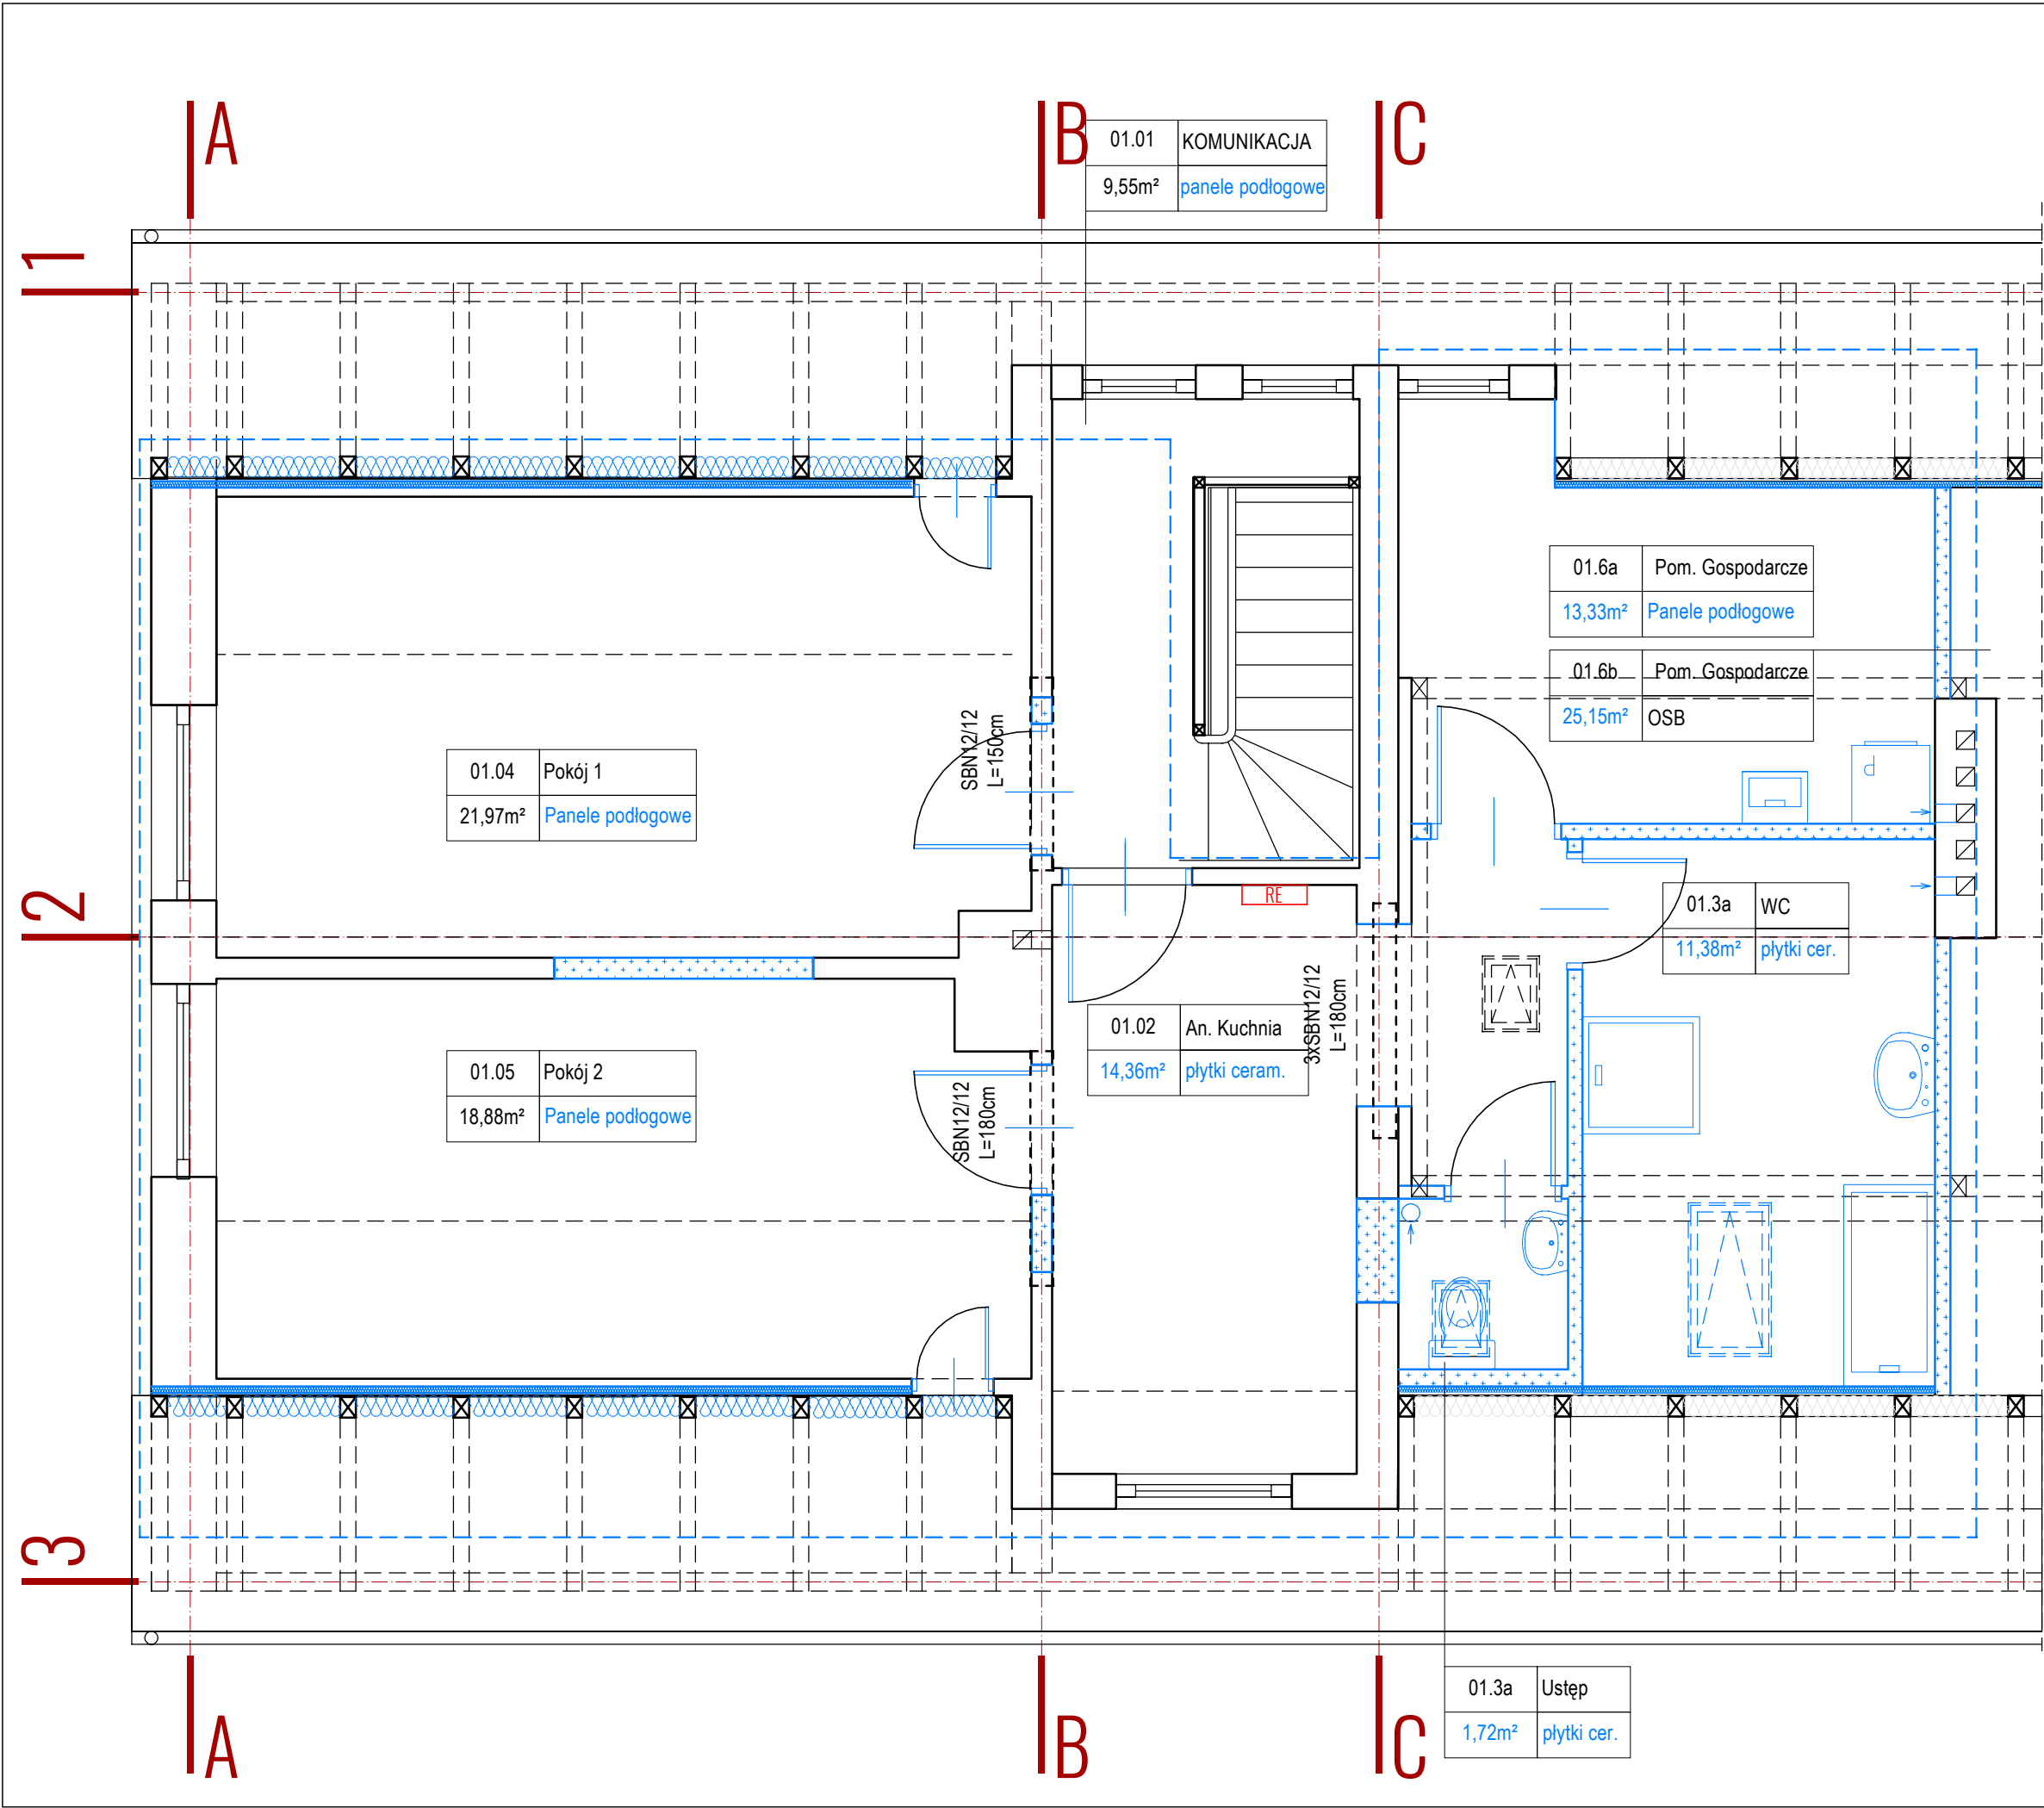 A
B
C
01.01 KOMUNIKACJA
9,55m² panele podłogowe
1
01.6a Pom. Gospodarcze
13,33m² Panele podłogowe
01.6b Pom. Gospodarcze
25,15m² OSB
SBN12/12
L=150cm
01.04 Pokój 1
21,97m² Panele podłogowe
d
RE
2
01.3a WC
11,38m² płytki cer.
3xSBN12/12
L=180cm
01.02 An. Kuchnia
14,36m² płytki ceram.
01.05 Pokój 2
18,88m² Panele podłogowe
SBN12/12
L=180cm
3
01.3a Ustęp
1,72m² płytki cer.
A
B
C